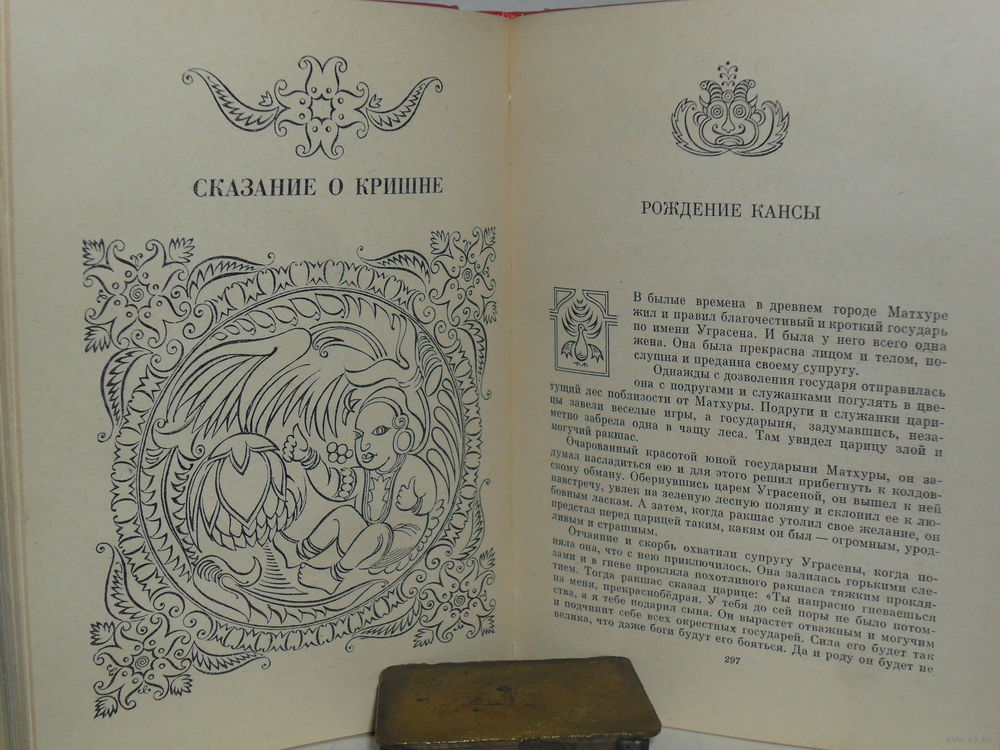 СКАЗАНИЕ О КРИШНЕ
РОЖДЕНИЕ КАНСЫ
В былые времена в древнем городе Матхуре
жил и правил благочестивый и кроткий государь
по имени Уграсена. И была у него всего одна
жена. Она была прекрасна лицом и телом, по-
слушна и преданна своему супругу.
Однажды с дозволения государя отправилась
она с подругами и служанками погулять в цве-
тущий лес поблизости от Матхуры. Подруги и служанки цари-
цы завели веселые игры, а государыня, задумавшись, неза-
метно забрела одна в чащу леса. Там увидел царицу злой и
могучий ракшас.
Очарованный красотой юной государыни Матхуры, он за-
думал насладиться ею и для этого решил прибегнуть к колдов-
скому обману. Обернувшись царем Уграсеной, он вышел к ней
навстречу, увлек на зеленую лесную поляну и склонил ее к лю-
бовным ласкам. А затем, когда ракшас утолил свое желание, он
предстал перед царицей таким, каким он был — огромным, урод-
ливым и страшным.
Отчаяние и скорбь охватили супругу Уграсены, когда по-
няла она, что с нею приключилось. Она залилась горькими сле-
зами и в гневе прокляла похотливого ракшаса тяжким прокля-
тием. Тогда ракшас сказал царице: «Ты напрасно гневаешься
на меня, прекраснобёдрая. У тебя до сей поры не было потом-
ства, а я тебе подарил сына. Он вырастет отважным и могучим
и подчинит себе всех окрестных государей. Сила его будет так
велика, что даже боги будут его бояться. Да и роду он будет не
297
www.ay.by